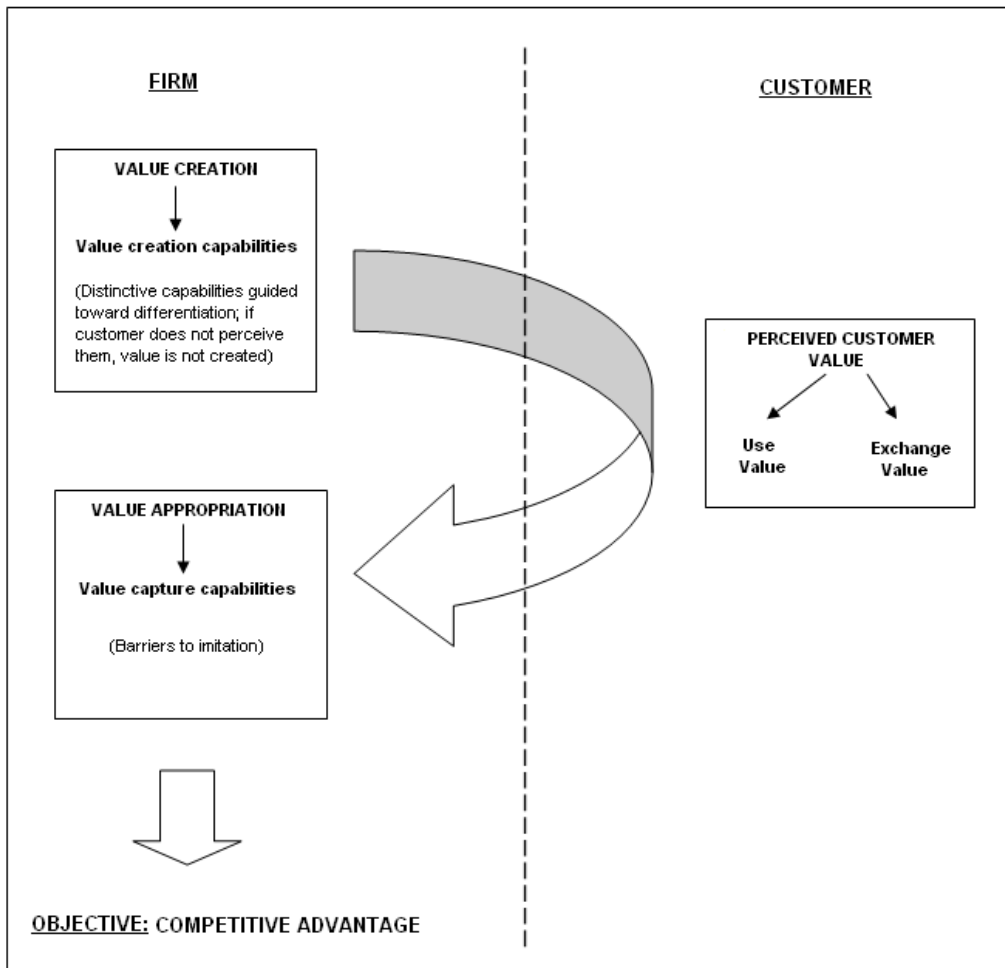 FIRM
CUSTOMER
VALUE CREATION
Value creation capabilities
(Distinctive capabilities guided
toward differentiation; if
customer does not perceive
them, value is not created)
PERCEIVED CUSTOMER
VALUE
Use
Value
Exchange
Value
VALUE APPROPRIATION
Value capture capabilities
(Barriers to imitation)
OBJECTIVE: COMPETITIVE ADVANTAGE